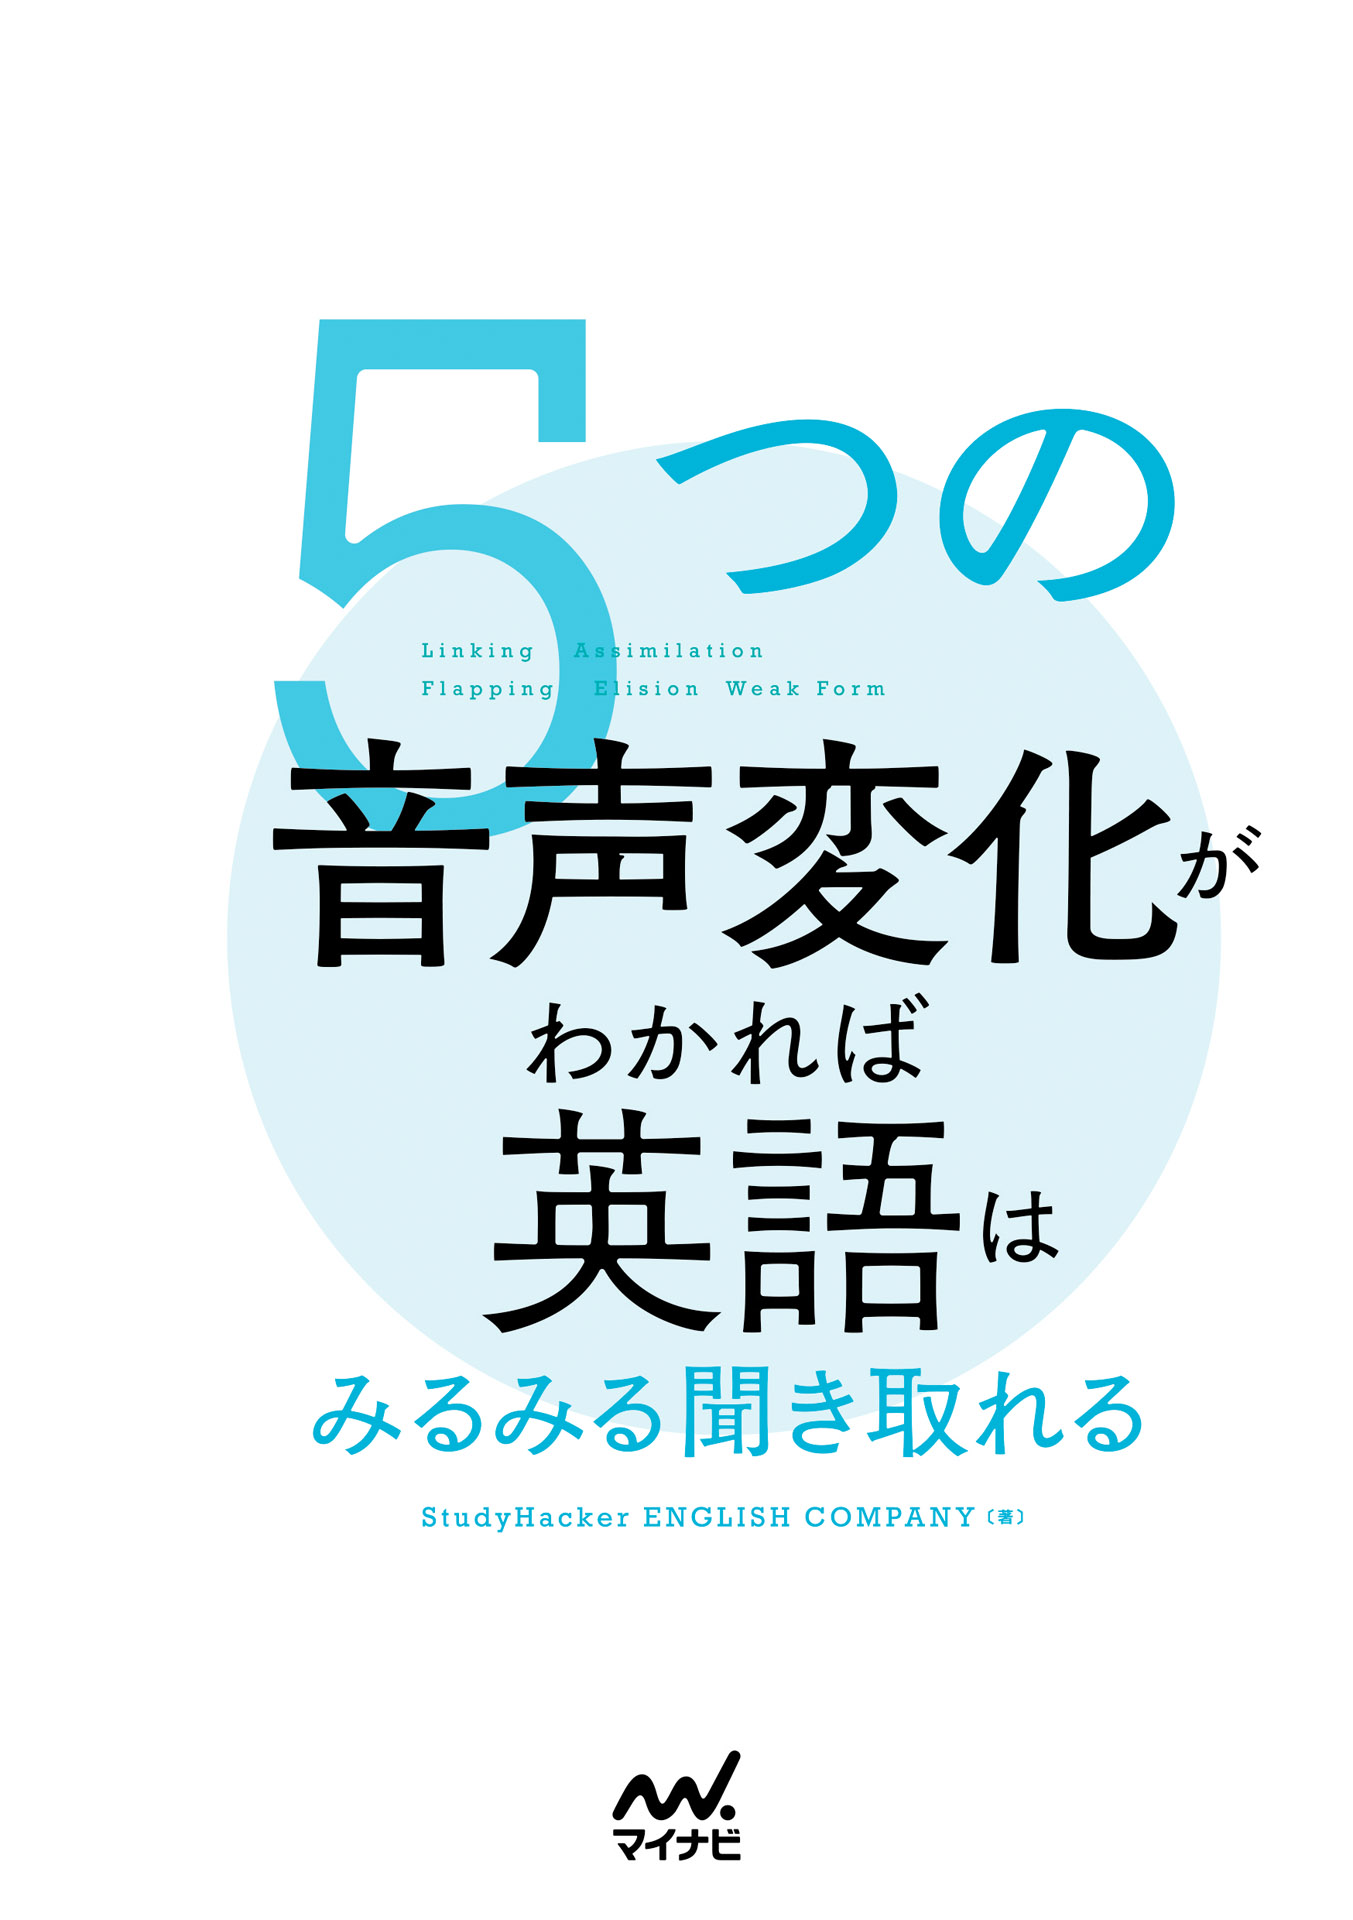 5つの
Linking Assimilation
Flapping Elision Weak Form
音声変化が
わかれば
英語は
みるみる聞き取れる
StudyHacker ENGLISH COMPANY〔著〕
マイナビ